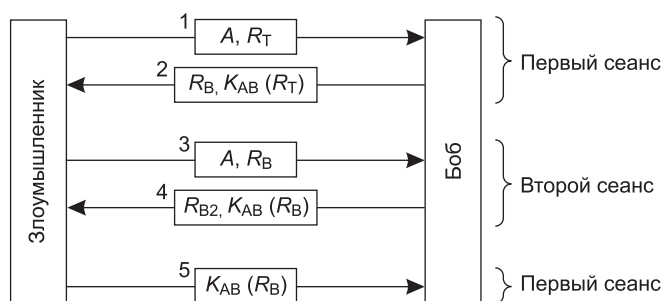 Злоумышленник
Боб
1
A, R_T
2
R_B, K_AB (R_T)
Первый сеанс
3
A, R_B
4
R_B2, K_AB (R_B)
Второй сеанс
5
K_AB (R_B)
Первый сеанс